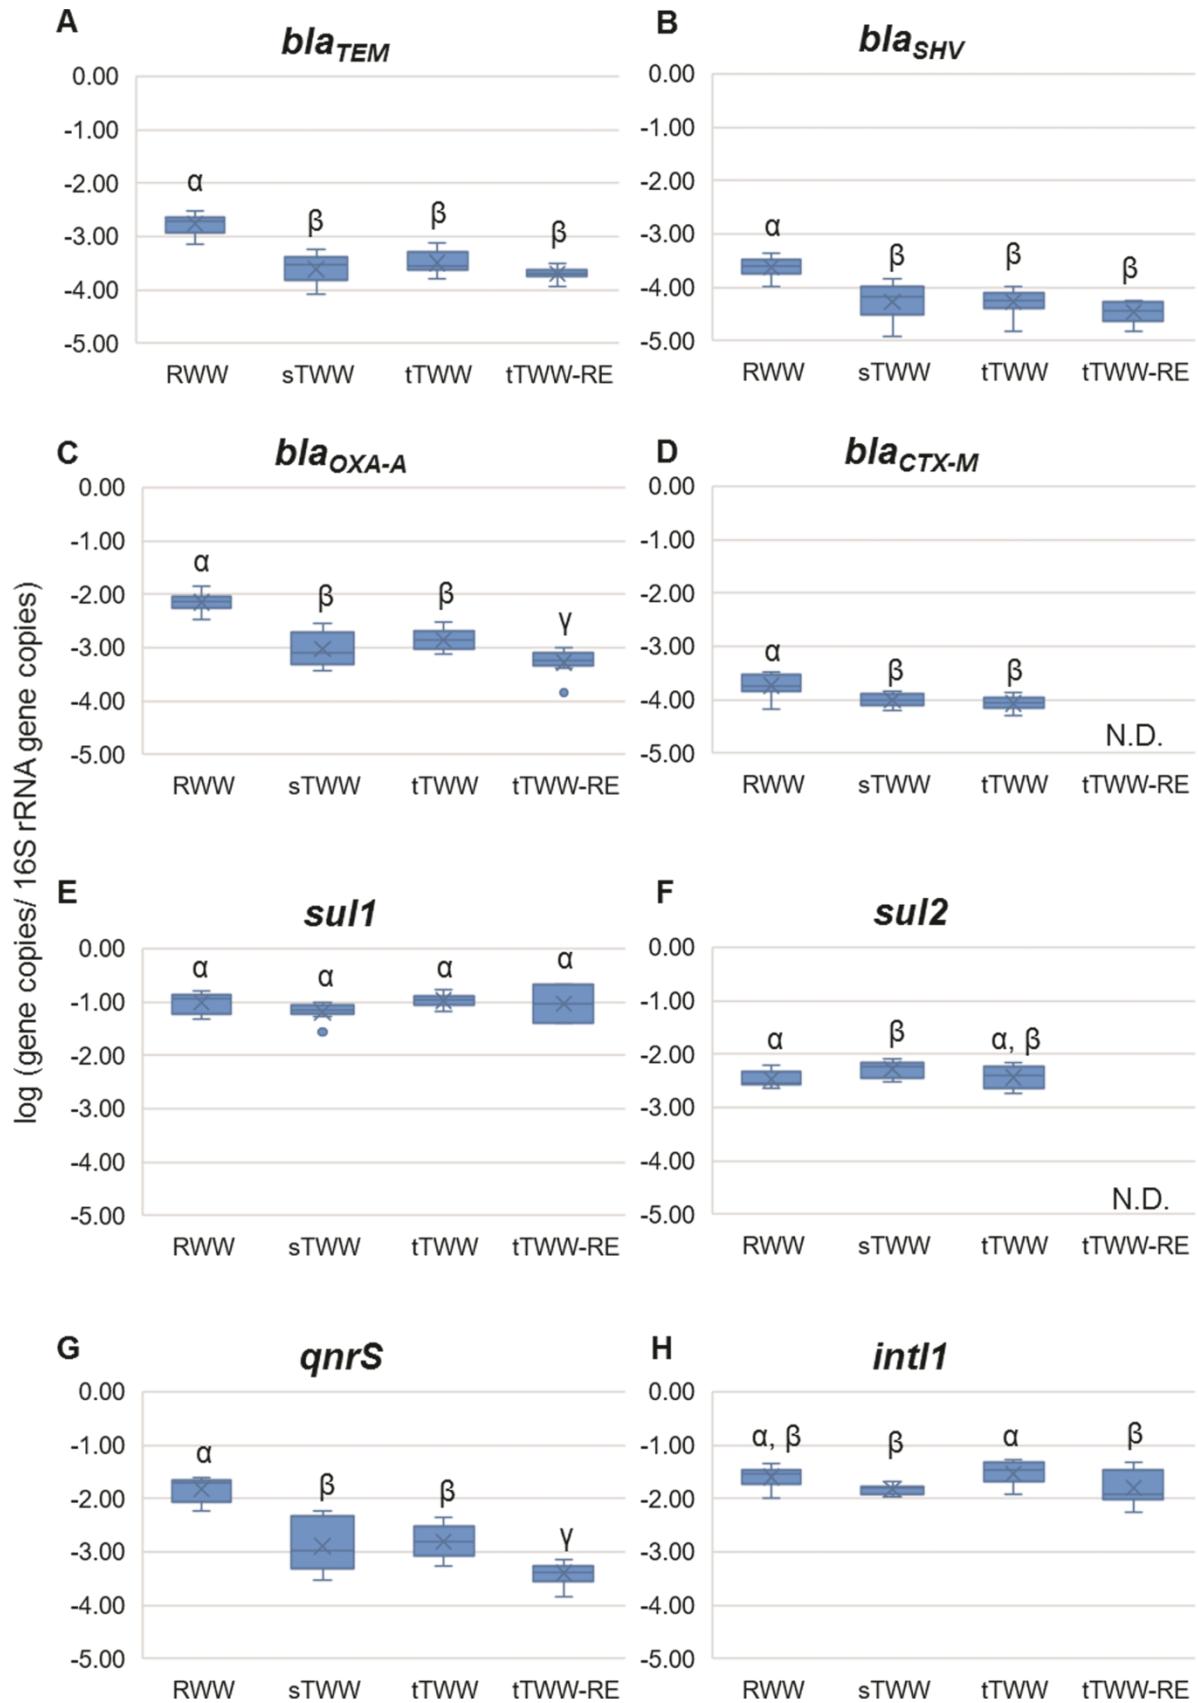 log (gene copies/ 16S rRNA gene copies)
A
blaTEM
0.00
-1.00
-2.00
-3.00
-4.00
-5.00
α
β
β
β
RWW sTWW tTWW tTWW-RE
B
blaSHV
0.00
-1.00
-2.00
-3.00
-4.00
-5.00
α
β
β
β
RWW sTWW tTWW tTWW-RE
C
blaOXA-A
0.00
-1.00
-2.00
-3.00
-4.00
-5.00
α
β
β
γ
RWW sTWW tTWW tTWW-RE
D
blaCTX-M
0.00
-1.00
-2.00
-3.00
-4.00
-5.00
α
β
β
N.D.
RWW sTWW tTWW tTWW-RE
E
sul1
0.00
-1.00
-2.00
-3.00
-4.00
-5.00
α
α
α
α
RWW sTWW tTWW tTWW-RE
F
sul2
0.00
-1.00
-2.00
-3.00
-4.00
-5.00
α
β
α, β
N.D.
RWW sTWW tTWW tTWW-RE
G
qnrS
0.00
-1.00
-2.00
-3.00
-4.00
-5.00
α
β
β
γ
RWW sTWW tTWW tTWW-RE
H
intI1
0.00
-1.00
-2.00
-3.00
-4.00
-5.00
α, β
β
α
β
RWW sTWW tTWW tTWW-RE